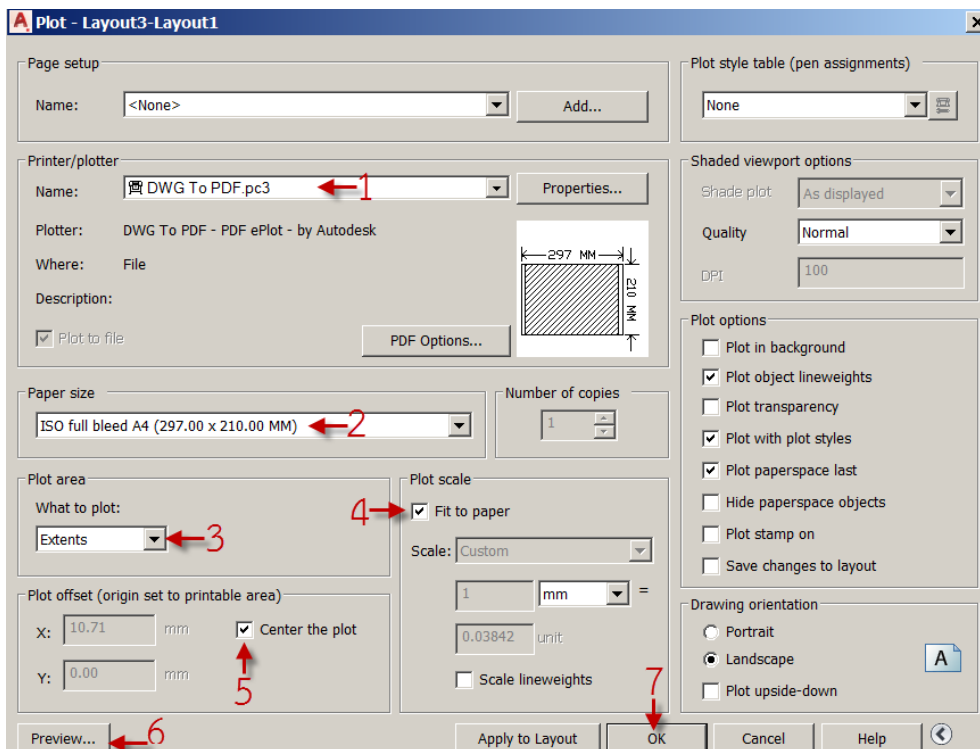 Plot - Layout3-Layout1
Page setup
Name: <None> Add...
Plot style table (pen assignments)
None
Printer/plotter
Name: DWG To PDF.pc3 1 Properties...
Plotter: DWG To PDF - PDF ePlot - by Autodesk
Where: File
Description:
Plot to file
PDF Options...
297 MM
210 MM
Shaded viewport options
Shade plot As displayed
Quality Normal
DPI 100
Paper size
ISO full bleed A4 (297.00 x 210.00 MM) 2
Number of copies
1
Plot options
Plot in background
Plot object lineweights
Plot transparency
Plot with plot styles
Plot paperspace last
Hide paperspace objects
Plot stamp on
Save changes to layout
Plot area
What to plot:
Extents 3
Plot scale
4 Fit to paper
Scale: Custom
1 mm =
0.03842 unit
Scale lineweights
Plot offset (origin set to printable area)
X: 10.71 mm Center the plot
Y: 0.00 mm
5
Drawing orientation
Portrait
Landscape
Plot upside-down
A
7
Preview... 6 Apply to Layout OK Cancel Help